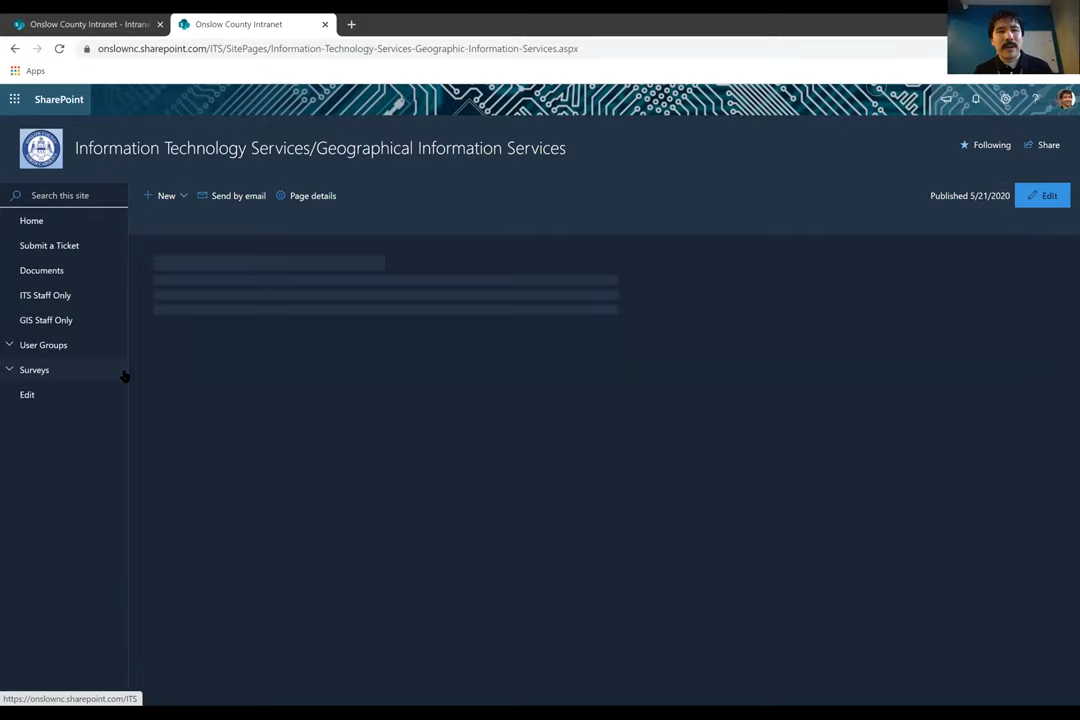 Onslow County Intranet - Intrane
Onslow County Intranet
onslownc.sharepoint.com/ITS/SitePages/Information-Technology-Services-Geographic-Information-Services.aspx
Apps
SharePoint
Information Technology Services/Geographical Information Services
Following
Share
Search this site
New
Send by email
Page details
Published 5/21/2020
Edit
Home
Submit a Ticket
Documents
ITS Staff Only
GIS Staff Only
User Groups
Surveys
Edit
https://onslownc.sharepoint.com/ITS